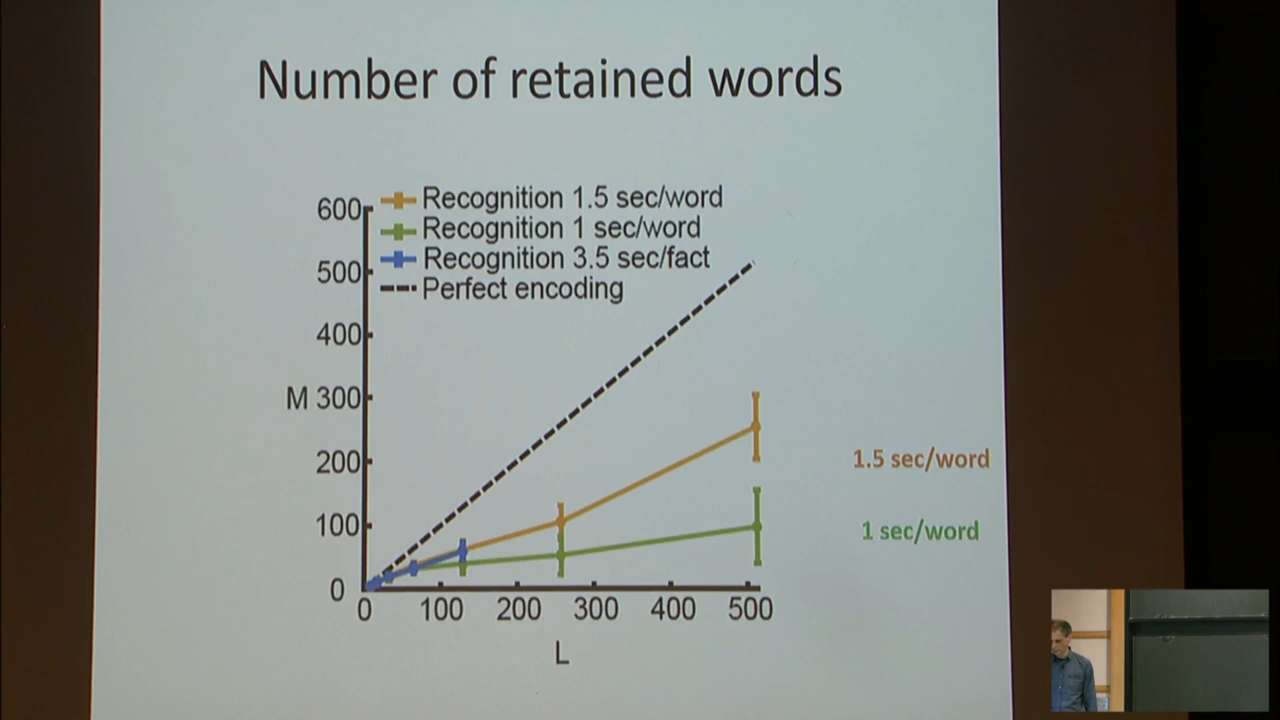 Number of retained words
Recognition 1.5 sec/word
Recognition 1 sec/word
Recognition 3.5 sec/fact
Perfect encoding
600
500
400
M 300
200
100
0
0 100 200 300 400 500
L
1.5 sec/word
1 sec/word